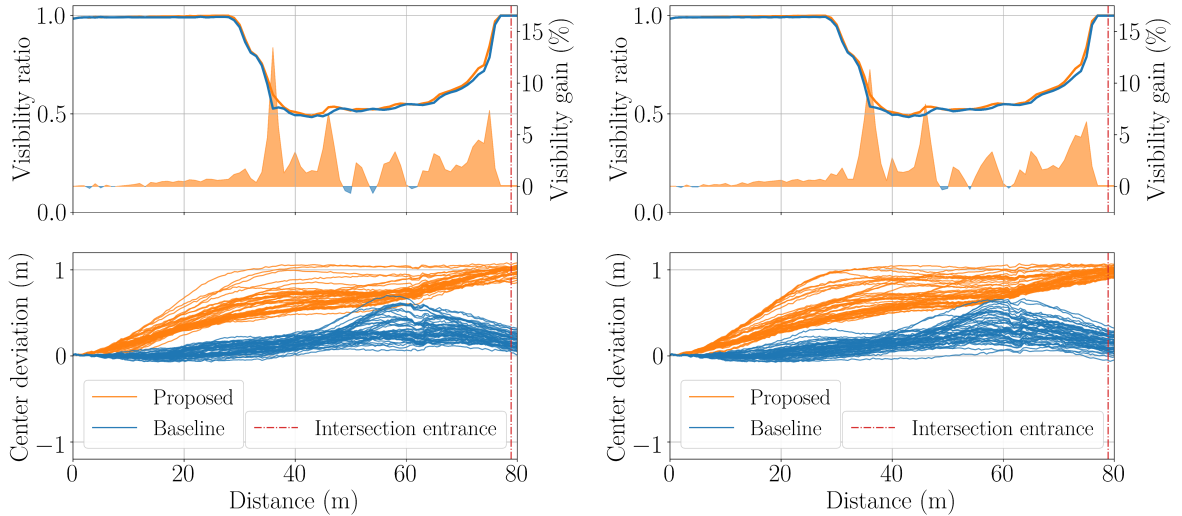 1.0
0.5
0.0
Visibility ratio
15
10
5
0
Visibility gain (%)
1
0
−1
Center deviation (m)
Proposed
Baseline
Intersection entrance
0 20 40 60 80
Distance (m)
1.0
0.5
0.0
Visibility ratio
15
10
5
0
Visibility gain (%)
1
0
−1
Center deviation (m)
Proposed
Baseline
Intersection entrance
0 20 40 60 80
Distance (m)